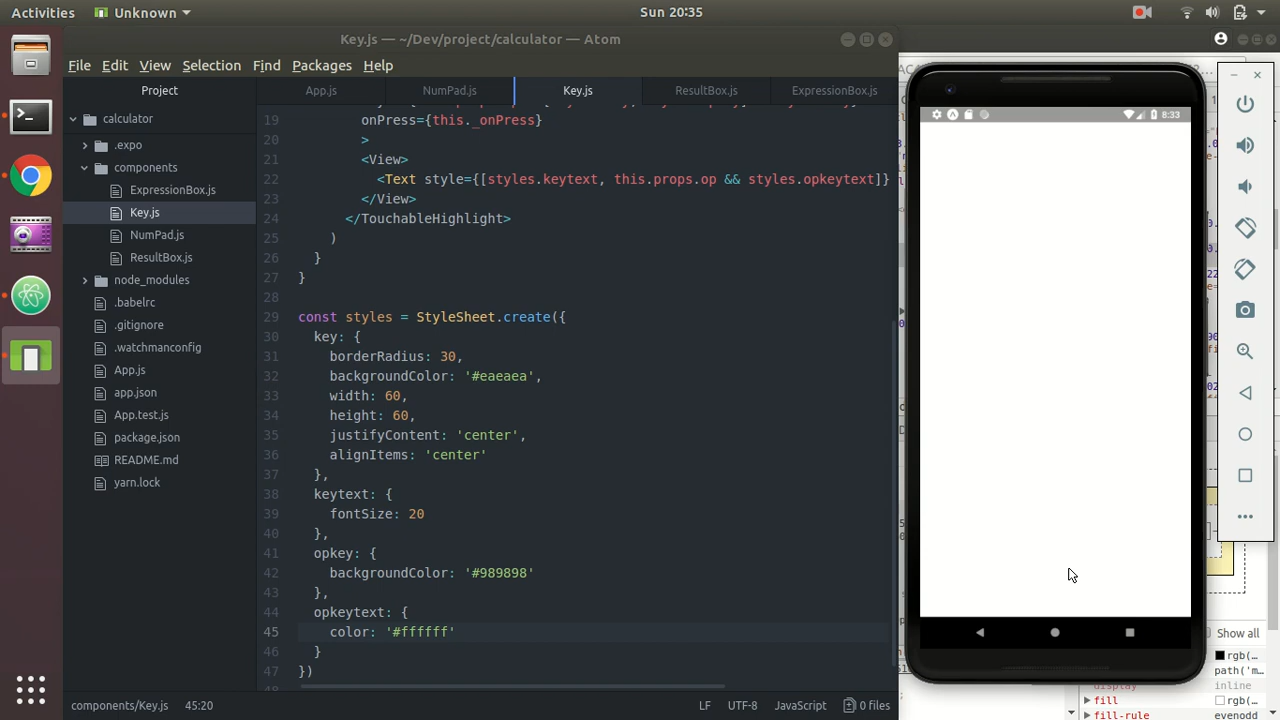 Activities Unknown Sun 20:35
Key.js — ~/Dev/project/calculator — Atom
File Edit View Selection Find Packages Help
Project App.js NumPad.js Key.js ResultBox.js ExpressionBox.js
calculator
.expo
components
ExpressionBox.js
Key.js
NumPad.js
ResultBox.js
node_modules
.babelrc
.gitignore
.watchmanconfig
App.js
app.json
App.test.js
package.json
README.md
yarn.lock
19 onPress={this._onPress}
20 >
21 <View>
22 <Text style={[styles.keytext, this.props.op && styles.opkeytext]}
23 </View>
24 </TouchableHighlight>
25 )
26 }
27 }
28
29 const styles = StyleSheet.create({
30 key: {
31 borderRadius: 30,
32 backgroundColor: '#eaeaea',
33 width: 60,
34 height: 60,
35 justifyContent: 'center',
36 alignItems: 'center'
37 },
38 keytext: {
39 fontSize: 20
40 },
41 opkey: {
42 backgroundColor: '#989898'
43 },
44 opkeytext: {
45 color: '#ffffff'
46 }
47 })
components/Key.js 45:20 LF UTF-8 JavaScript 0 files
8:33
Show all
rgb(…
path('m…
display inline
fill rgb(…
fill-rule evenodd